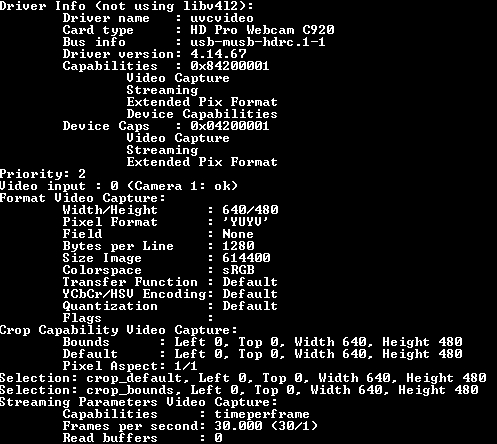 Driver Info (not using libv4l2):
Driver name : uvcvideo
Card type : HD Pro Webcam C920
Bus info : usb-musb-hdrc.1-1
Driver version: 4.14.67
Capabilities : 0x84200001
Video Capture
Streaming
Extended Pix Format
Device Capabilities
Device Caps : 0x04200001
Video Capture
Streaming
Extended Pix Format
Priority: 2
Video input : 0 (Camera 1: ok)
Format Video Capture:
Width/Height : 640/480
Pixel Format : 'YUYV'
Field : None
Bytes per Line : 1280
Size Image : 614400
Colorspace : sRGB
Transfer Function : Default
YCbCr/HSV Encoding: Default
Quantization : Default
Flags :
Crop Capability Video Capture:
Bounds : Left 0, Top 0, Width 640, Height 480
Default : Left 0, Top 0, Width 640, Height 480
Pixel Aspect: 1/1
Selection: crop_default, Left 0, Top 0, Width 640, Height 480
Selection: crop_bounds, Left 0, Top 0, Width 640, Height 480
Streaming Parameters Video Capture:
Capabilities : timeperframe
Frames per second: 30.000 (30/1)
Read buffers : 0